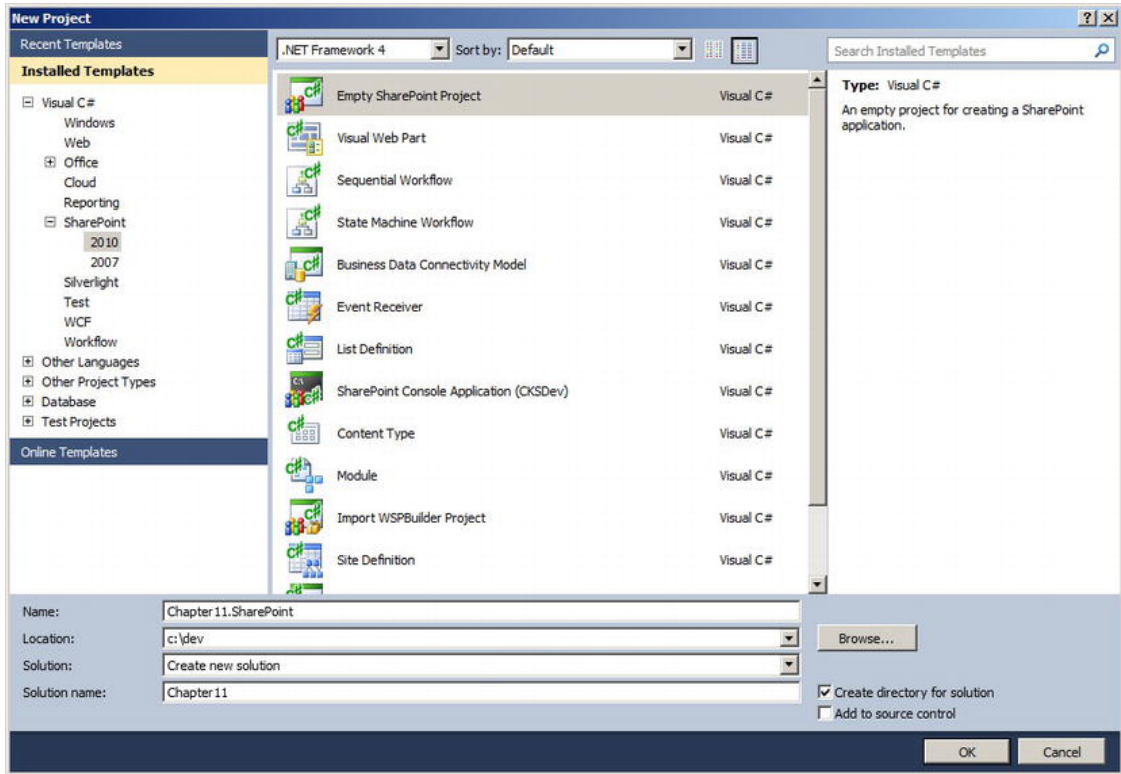 New Project
Recent Templates
Installed Templates
Visual C#
Windows
Web
Office
Cloud
Reporting
SharePoint
2010
2007
Silverlight
Test
WCF
Workflow
Other Languages
Other Project Types
Database
Test Projects
Online Templates
.NET Framework 4 Sort by: Default
Empty SharePoint Project Visual C#
Visual Web Part Visual C#
Sequential Workflow Visual C#
State Machine Workflow Visual C#
Business Data Connectivity Model Visual C#
Event Receiver Visual C#
List Definition Visual C#
SharePoint Console Application (CKSDev) Visual C#
Content Type Visual C#
Module Visual C#
Import WSPBuilder Project Visual C#
Site Definition Visual C#
Search Installed Templates
Type: Visual C#
An empty project for creating a SharePoint
application.
Name: Chapter11.SharePoint
Location: c:\dev
Browse...
Solution: Create new solution
Solution name: Chapter11
Create directory for solution
Add to source control
OK Cancel